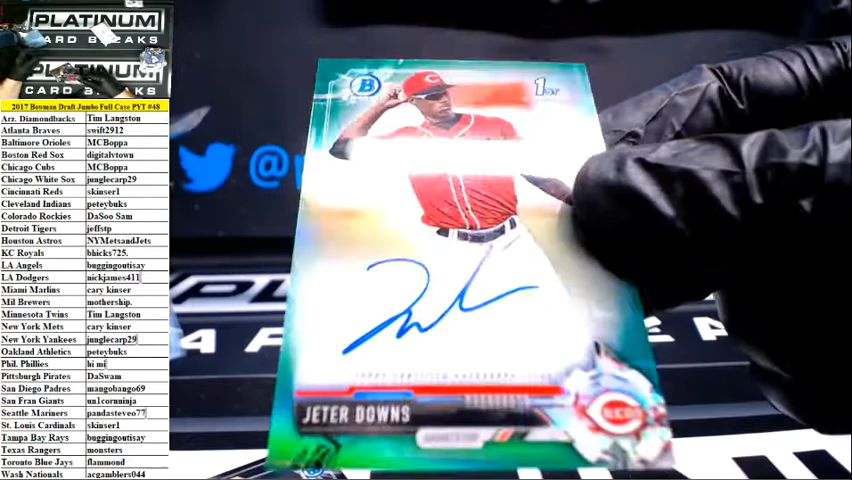 PLATINUM
CARD BREAKS
PLATINUM
CARD BREAKS
2017 Bowman Draft Jumbo Full Case PYT #48
Arz. Diamondbacks Tim Langston
Atlanta Braves swift2912
Baltimore Orioles MCBoppa
Boston Red Sox digitalytown
Chicago Cubs MCBoppa
Chicago White Sox junglecarp29
Cincinati Reds skinser1
Cleveland Indians peteybuks
Colorado Rockies DaSoo Sam
Detroit Tigers jeffstp
Houston Astros NYMetsandJets
KC Royals bhicks725.
LA Angels buggingoutisay
LA Dodgers nickjames411
Miami Marlins cary kinser
Mil Brewers mothership.
Minnesota Twins Tim Langston
New York Mets cary kinser
New York Yankees junglecarp29
Oakland Athletics peteybuks
Phil. Phillies hi mi
Pittsburgh Pirates DaSwam
San Diego Padres mangobango69
San Fran Giants un1cornninja
Seattle Mariners pandasteveo77
St. Louis Cardinals skinser1
Tampa Bay Rays buggingoutisay
Texas Rangers monsters
Toronto Blue Jays flammond
Wash Nationals acgamblers044
B
1ST
C
@
JETER DOWNS
REDS